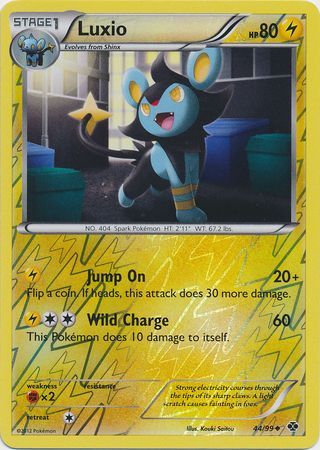 STAGE1
Luxio
HP80
Evolves from Shinx
NO. 404 Spark Pokémon HT: 2'11" WT: 67.2 lbs.
Jump On 20+
Flip a coin. If heads, this attack does 30 more damage.
Wild Charge 60
This Pokémon does 10 damage to itself.
weakness resistance
×2
Strong electricity courses through
the tips of its sharp claws. A light
scratch causes fainting in foes.
retreat
Illus. Kouki Saitou
©2012 Pokémon
44/99